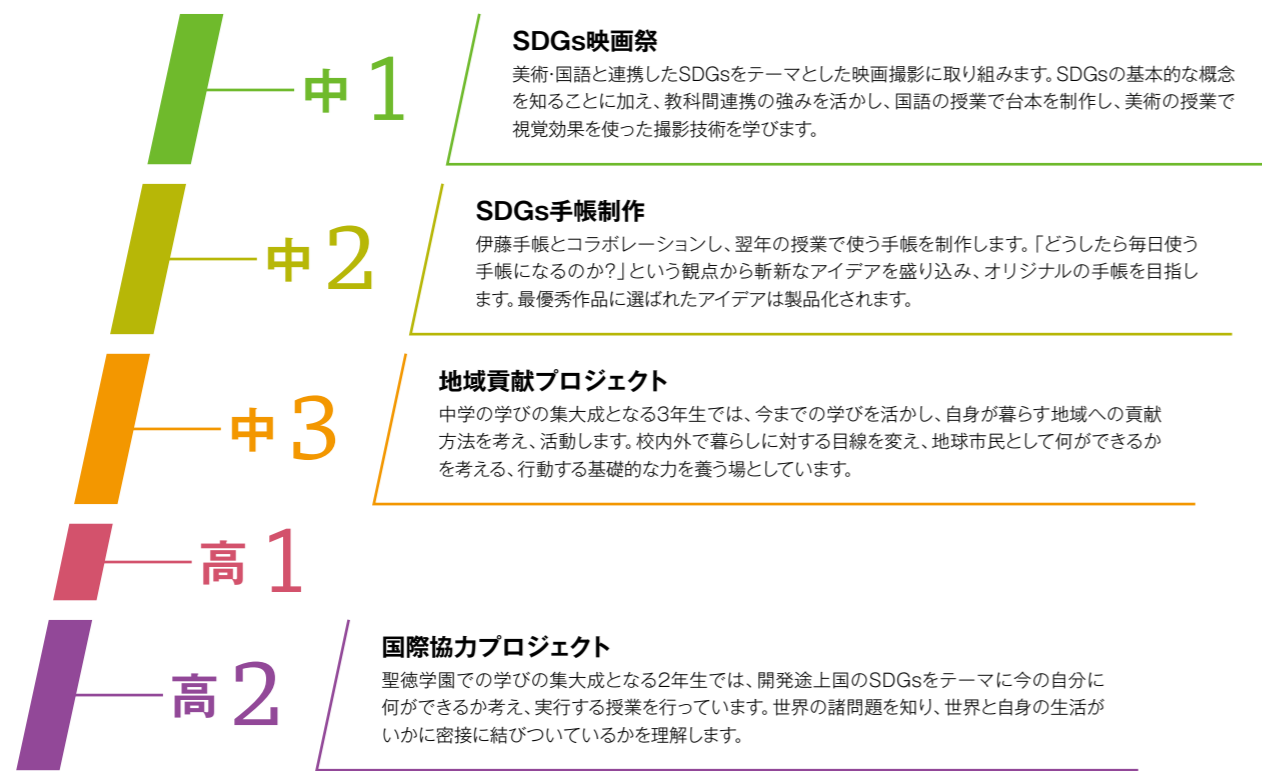 中1
SDGs映画祭
美術・国語と連携したSDGsをテーマとした映画撮影に取り組みます。SDGsの基本的な概念
を知ることに加え、教科間連携の強みを活かし、国語の授業で台本を制作し、美術の授業で
視覚効果を使った撮影技術を学びます。
中2
SDGs手帳制作
伊藤手帳とコラボレーションし、翌年の授業で使う手帳を制作します。「どうしたら毎日使う
手帳になるのか?」という観点から斬新なアイデアを盛り込み、オリジナルの手帳を目指し
ます。最優秀作品に選ばれたアイデアは製品化されます。
中3
地域貢献プロジェクト
中学の学びの集大成となる3年生では、今までの学びを活かし、自身が暮らす地域への貢献
方法を考え、活動します。校内外で暮らしに対する目線を変え、地球市民として何ができるか
を考える、行動する基礎的な力を養う場としています。
高1
高2
国際協力プロジェクト
聖徳学園での学びの集大成となる2年生では、開発途上国のSDGsをテーマに今の自分に
何ができるか考え、実行する授業を行っています。世界の諸問題を知り、世界と自身の生活が
いかに密接に結びついているかを理解します。